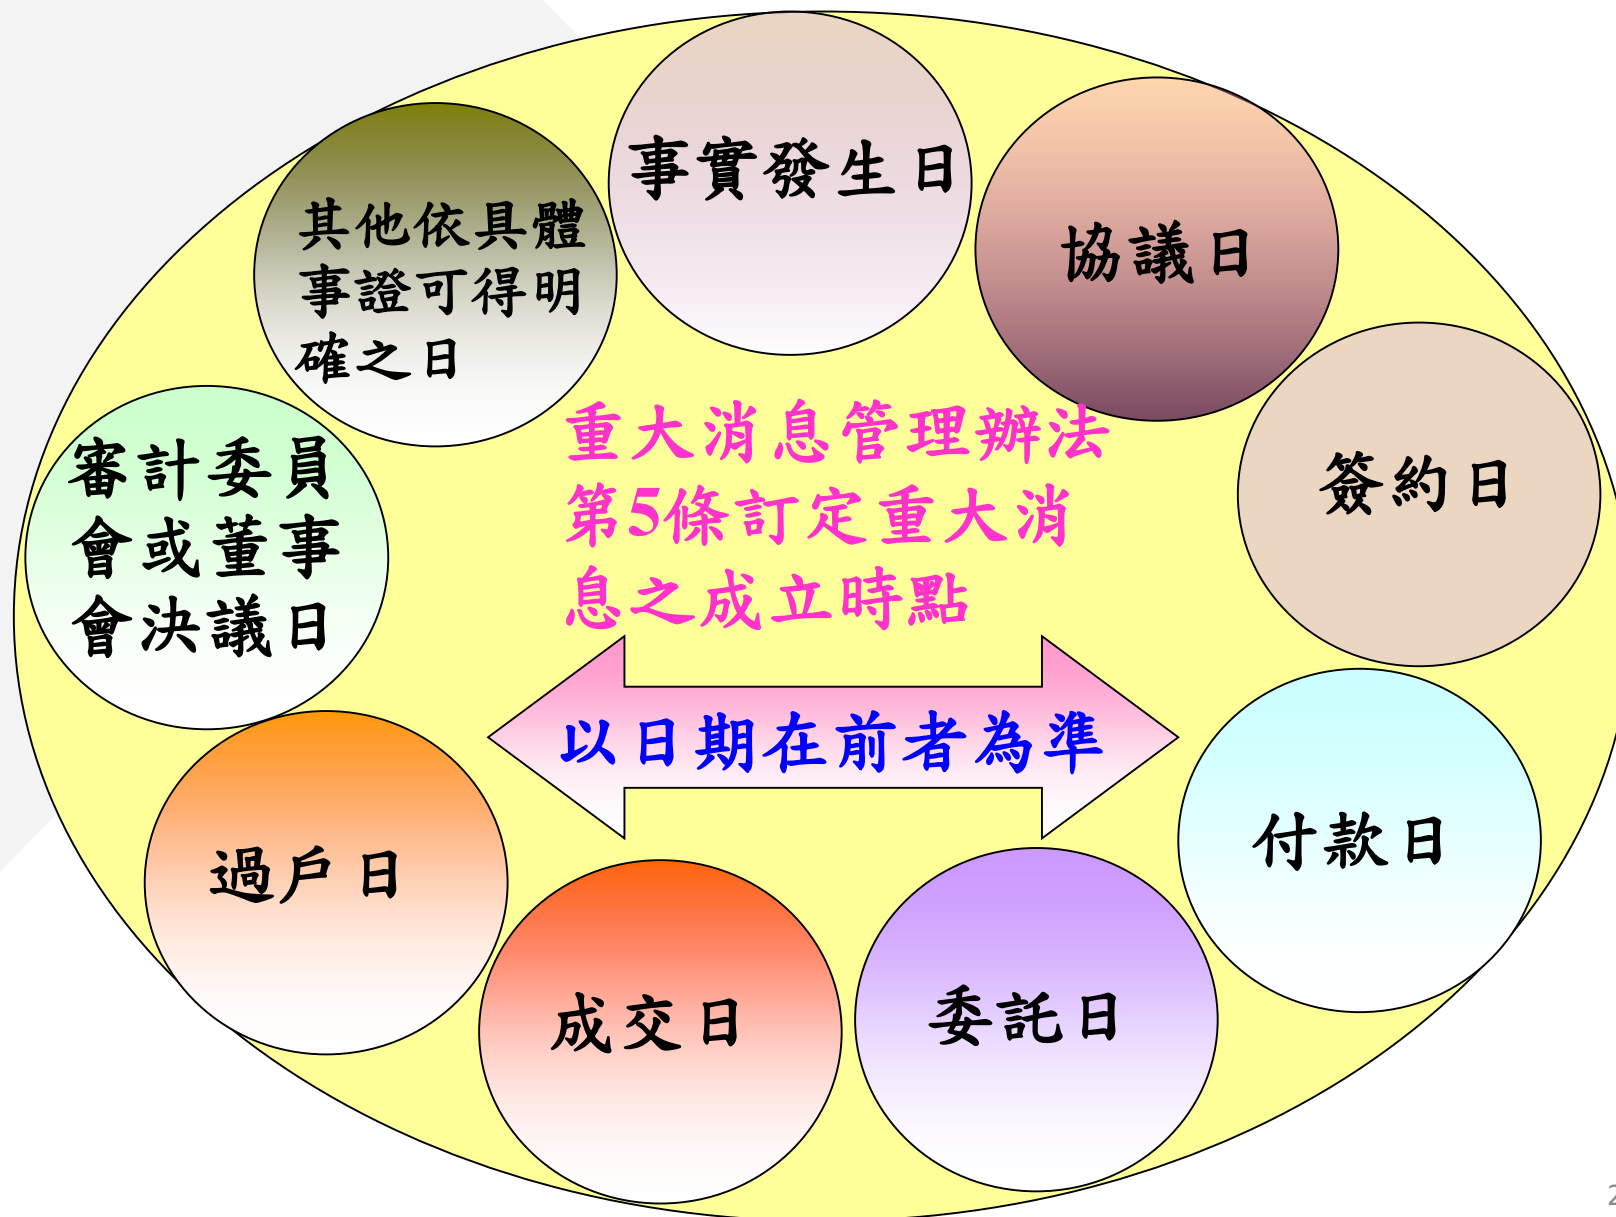 事實發生日
協議日
其他依具體
事證可得明
確之日
重大消息管理辦法
第5條訂定重大消
息之成立時點
簽約日
審計委員
會或董事
會決議日
以日期在前者為準
付款日
過戶日
成交日
委託日
2